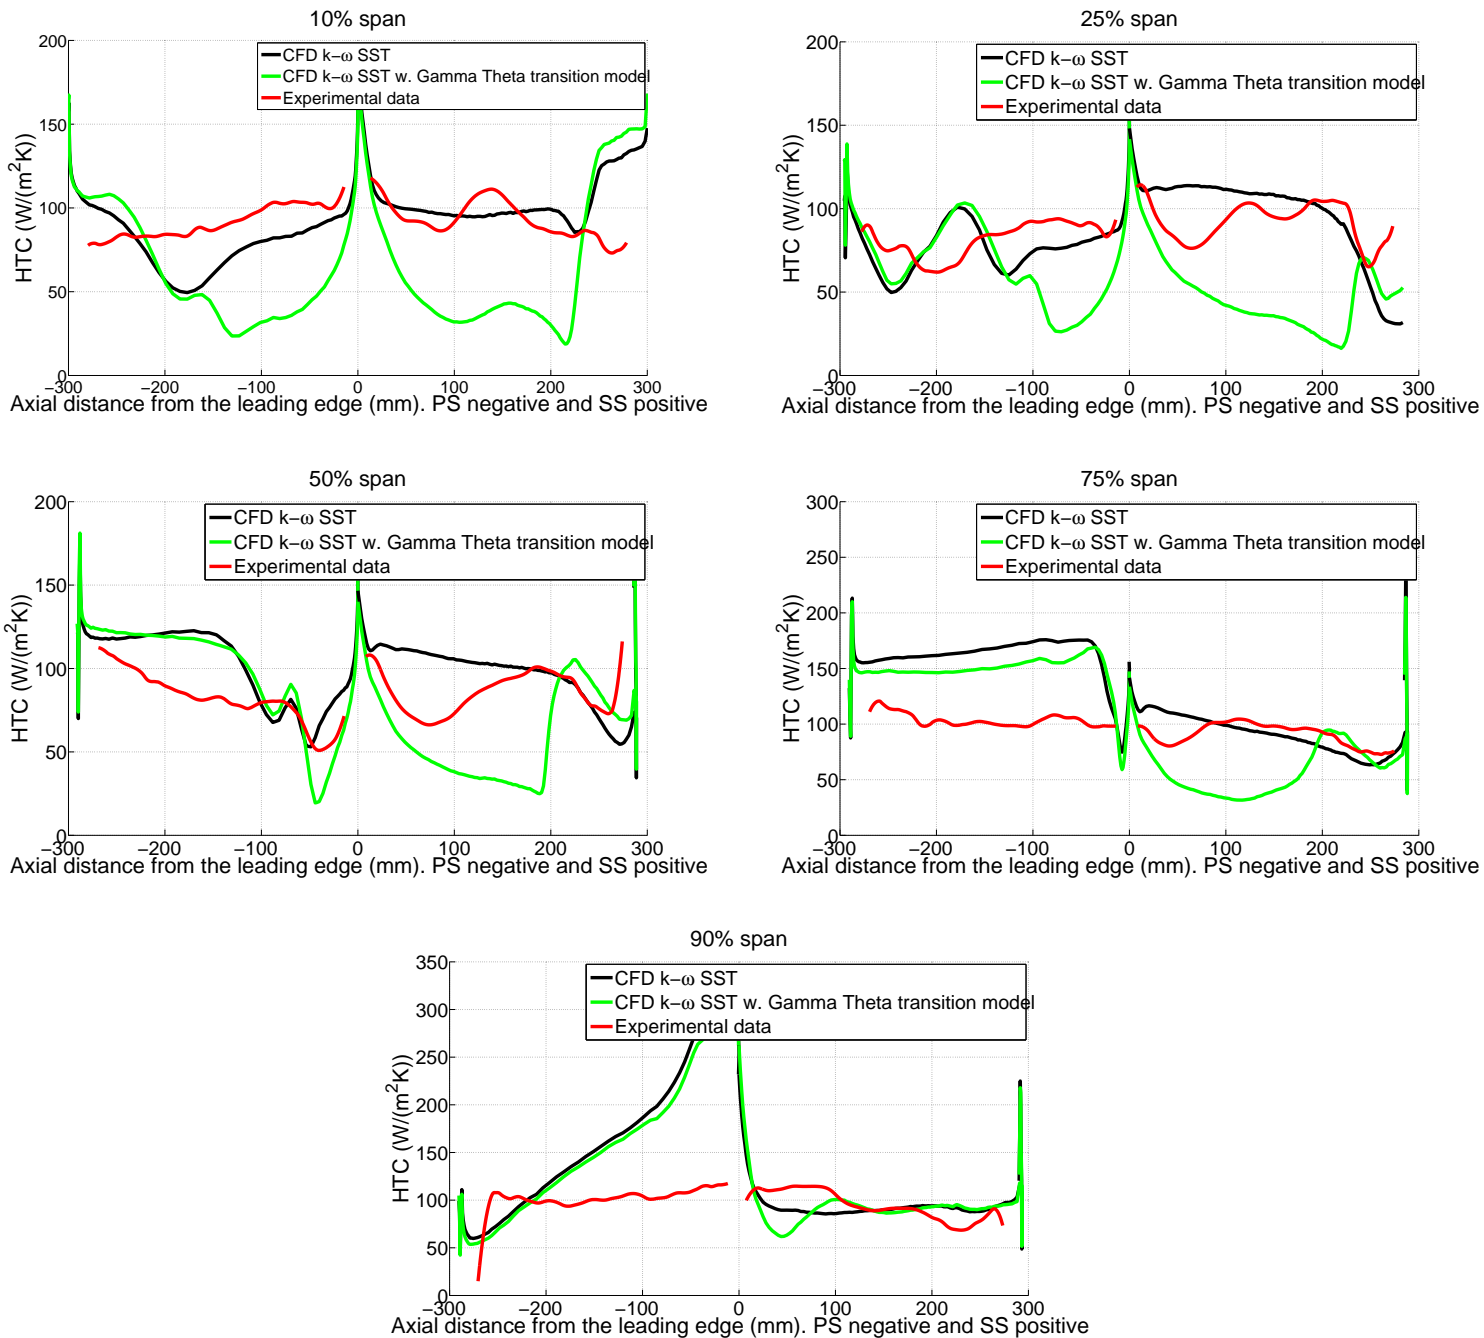 10% span
CFD k−ω SST
CFD k−ω SST w. Gamma Theta transition model
Experimental data
HTC (W/(m²K))
200
150
100
50
0
−300 −200 −100 0 100 200 300
Axial distance from the leading edge (mm). PS negative and SS positive
25% span
CFD k−ω SST
CFD k−ω SST w. Gamma Theta transition model
Experimental data
HTC (W/(m²K))
200
150
100
50
0
−300 −200 −100 0 100 200 300
Axial distance from the leading edge (mm). PS negative and SS positive
50% span
CFD k−ω SST
CFD k−ω SST w. Gamma Theta transition model
Experimental data
HTC (W/(m²K))
200
150
100
50
0
−300 −200 −100 0 100 200 300
Axial distance from the leading edge (mm). PS negative and SS positive
75% span
CFD k−ω SST
CFD k−ω SST w. Gamma Theta transition model
Experimental data
HTC (W/(m²K))
300
250
200
150
100
50
0
−300 −200 −100 0 100 200 300
Axial distance from the leading edge (mm). PS negative and SS positive
90% span
CFD k−ω SST
CFD k−ω SST w. Gamma Theta transition model
Experimental data
HTC (W/(m²K))
350
300
250
200
150
100
50
0
−300 −200 −100 0 100 200 300
Axial distance from the leading edge (mm). PS negative and SS positive